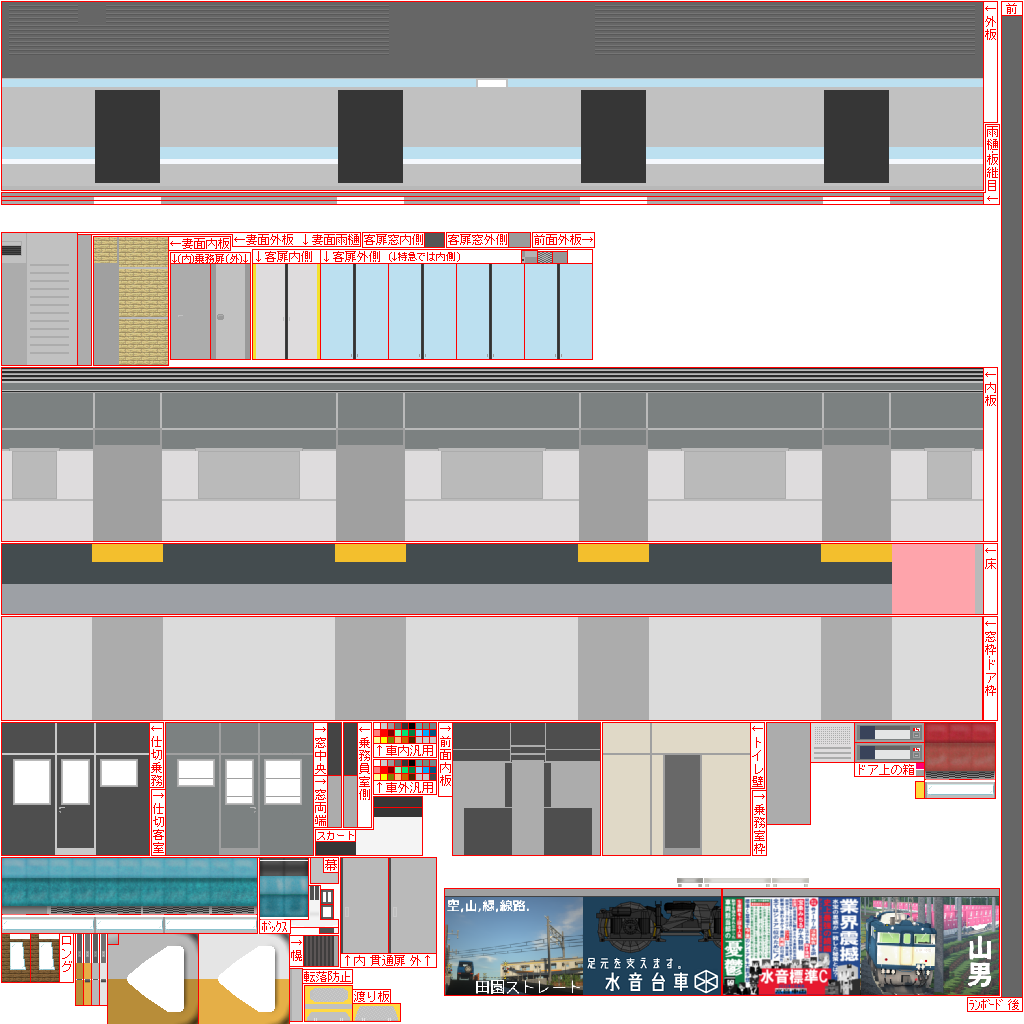 前
←外板
雨樋・板継目←
←妻面内板
←妻面外板 ↓妻面雨樋
客扉窓内側
客扉窓外側
前面外板→
↓(内)乗務扉(外)↓
↓客扉内側
↓客扉外側 (↓特急では内側)
←内板
←床
←窓枠・ドア枠
←仕切乗務
→仕切客室
→窓中央
→窓両端
←乗務員室側
↑車内汎用
↑車外汎用
スカート
→前面内板
←トイレ壁
→乗務室枠
ドア上の箱
幕
ボックス
ロング
→幌
↑内 貫通扉 外↑
転落防止
渡り板
空,山,緑,線路.
田園ストレート
足元を支えます。
水音台車
業界震撼
憂鬱
水音標準C
山男
ランボード 後